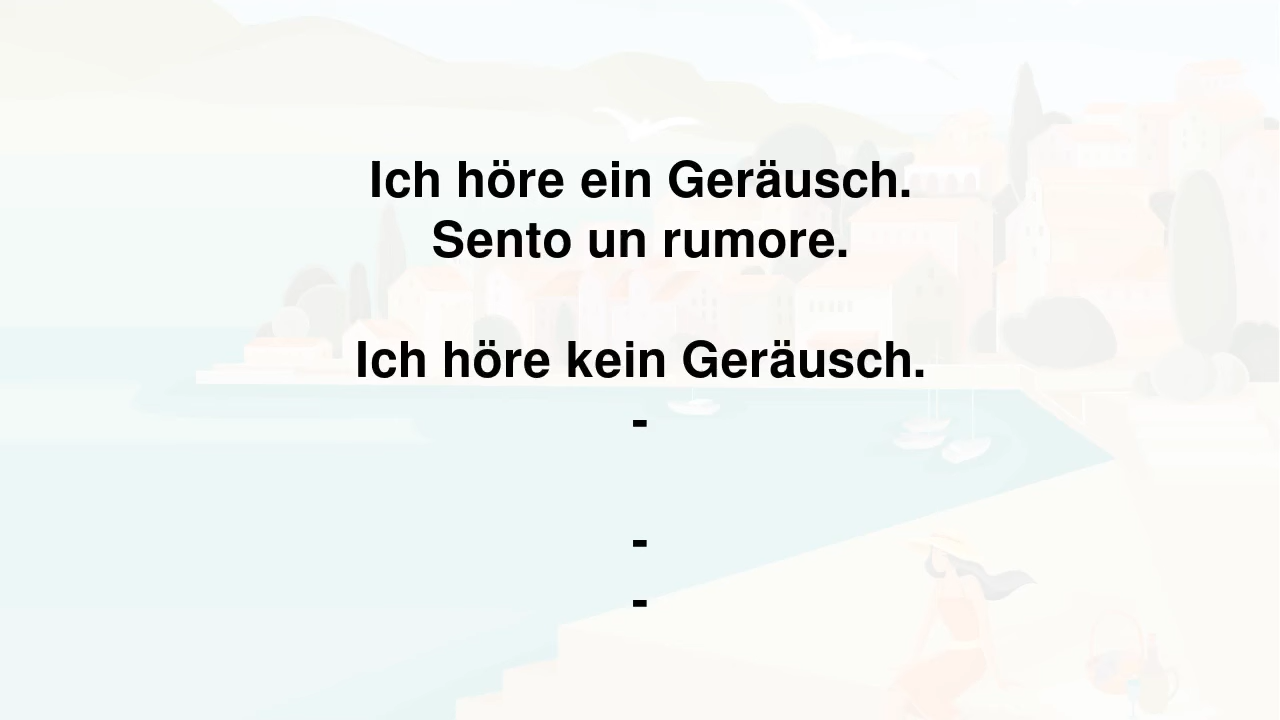 Ich höre ein Geräusch.
Sento un rumore.
Ich höre kein Geräusch.
-
-
-